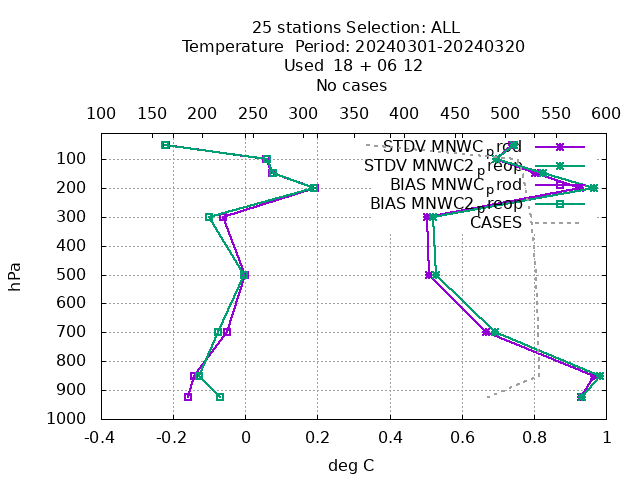 25 stations Selection: ALL
Temperature  Period: 20240301-20240320
Used  18 + 06 12
No cases
100 150 200 250 300 350 400 450 500 550 600
STDV MNWC_prod
100
STDV MNWC2_preop
BIAS MNWC_prod
200
BIAS MNWC2_preop
300
CASES
400
hPa
500
600
700
800
900
1000
-0.4 -0.2 0 0.2 0.4 0.6 0.8 1
deg C